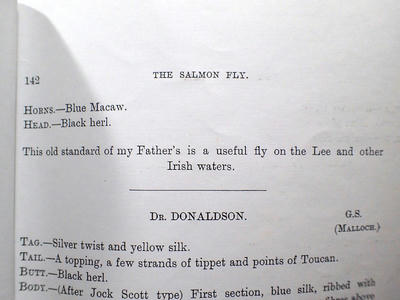 142
THE SALMON FLY.
HORNS.—Blue Macaw.
HEAD.—Black herl.
This old standard of my Father's is a useful fly on the Lee and other
Irish waters.
DR. DONALDSON.
G.S.
(MALLOCH.)
TAG.—Silver twist and yellow silk.
TAIL.—A topping, a few strands of tippet and points of Toucan.
BUTT.—Black herl.
BODY.—(After Jock Scott type) First section, blue silk, ribbed with
above